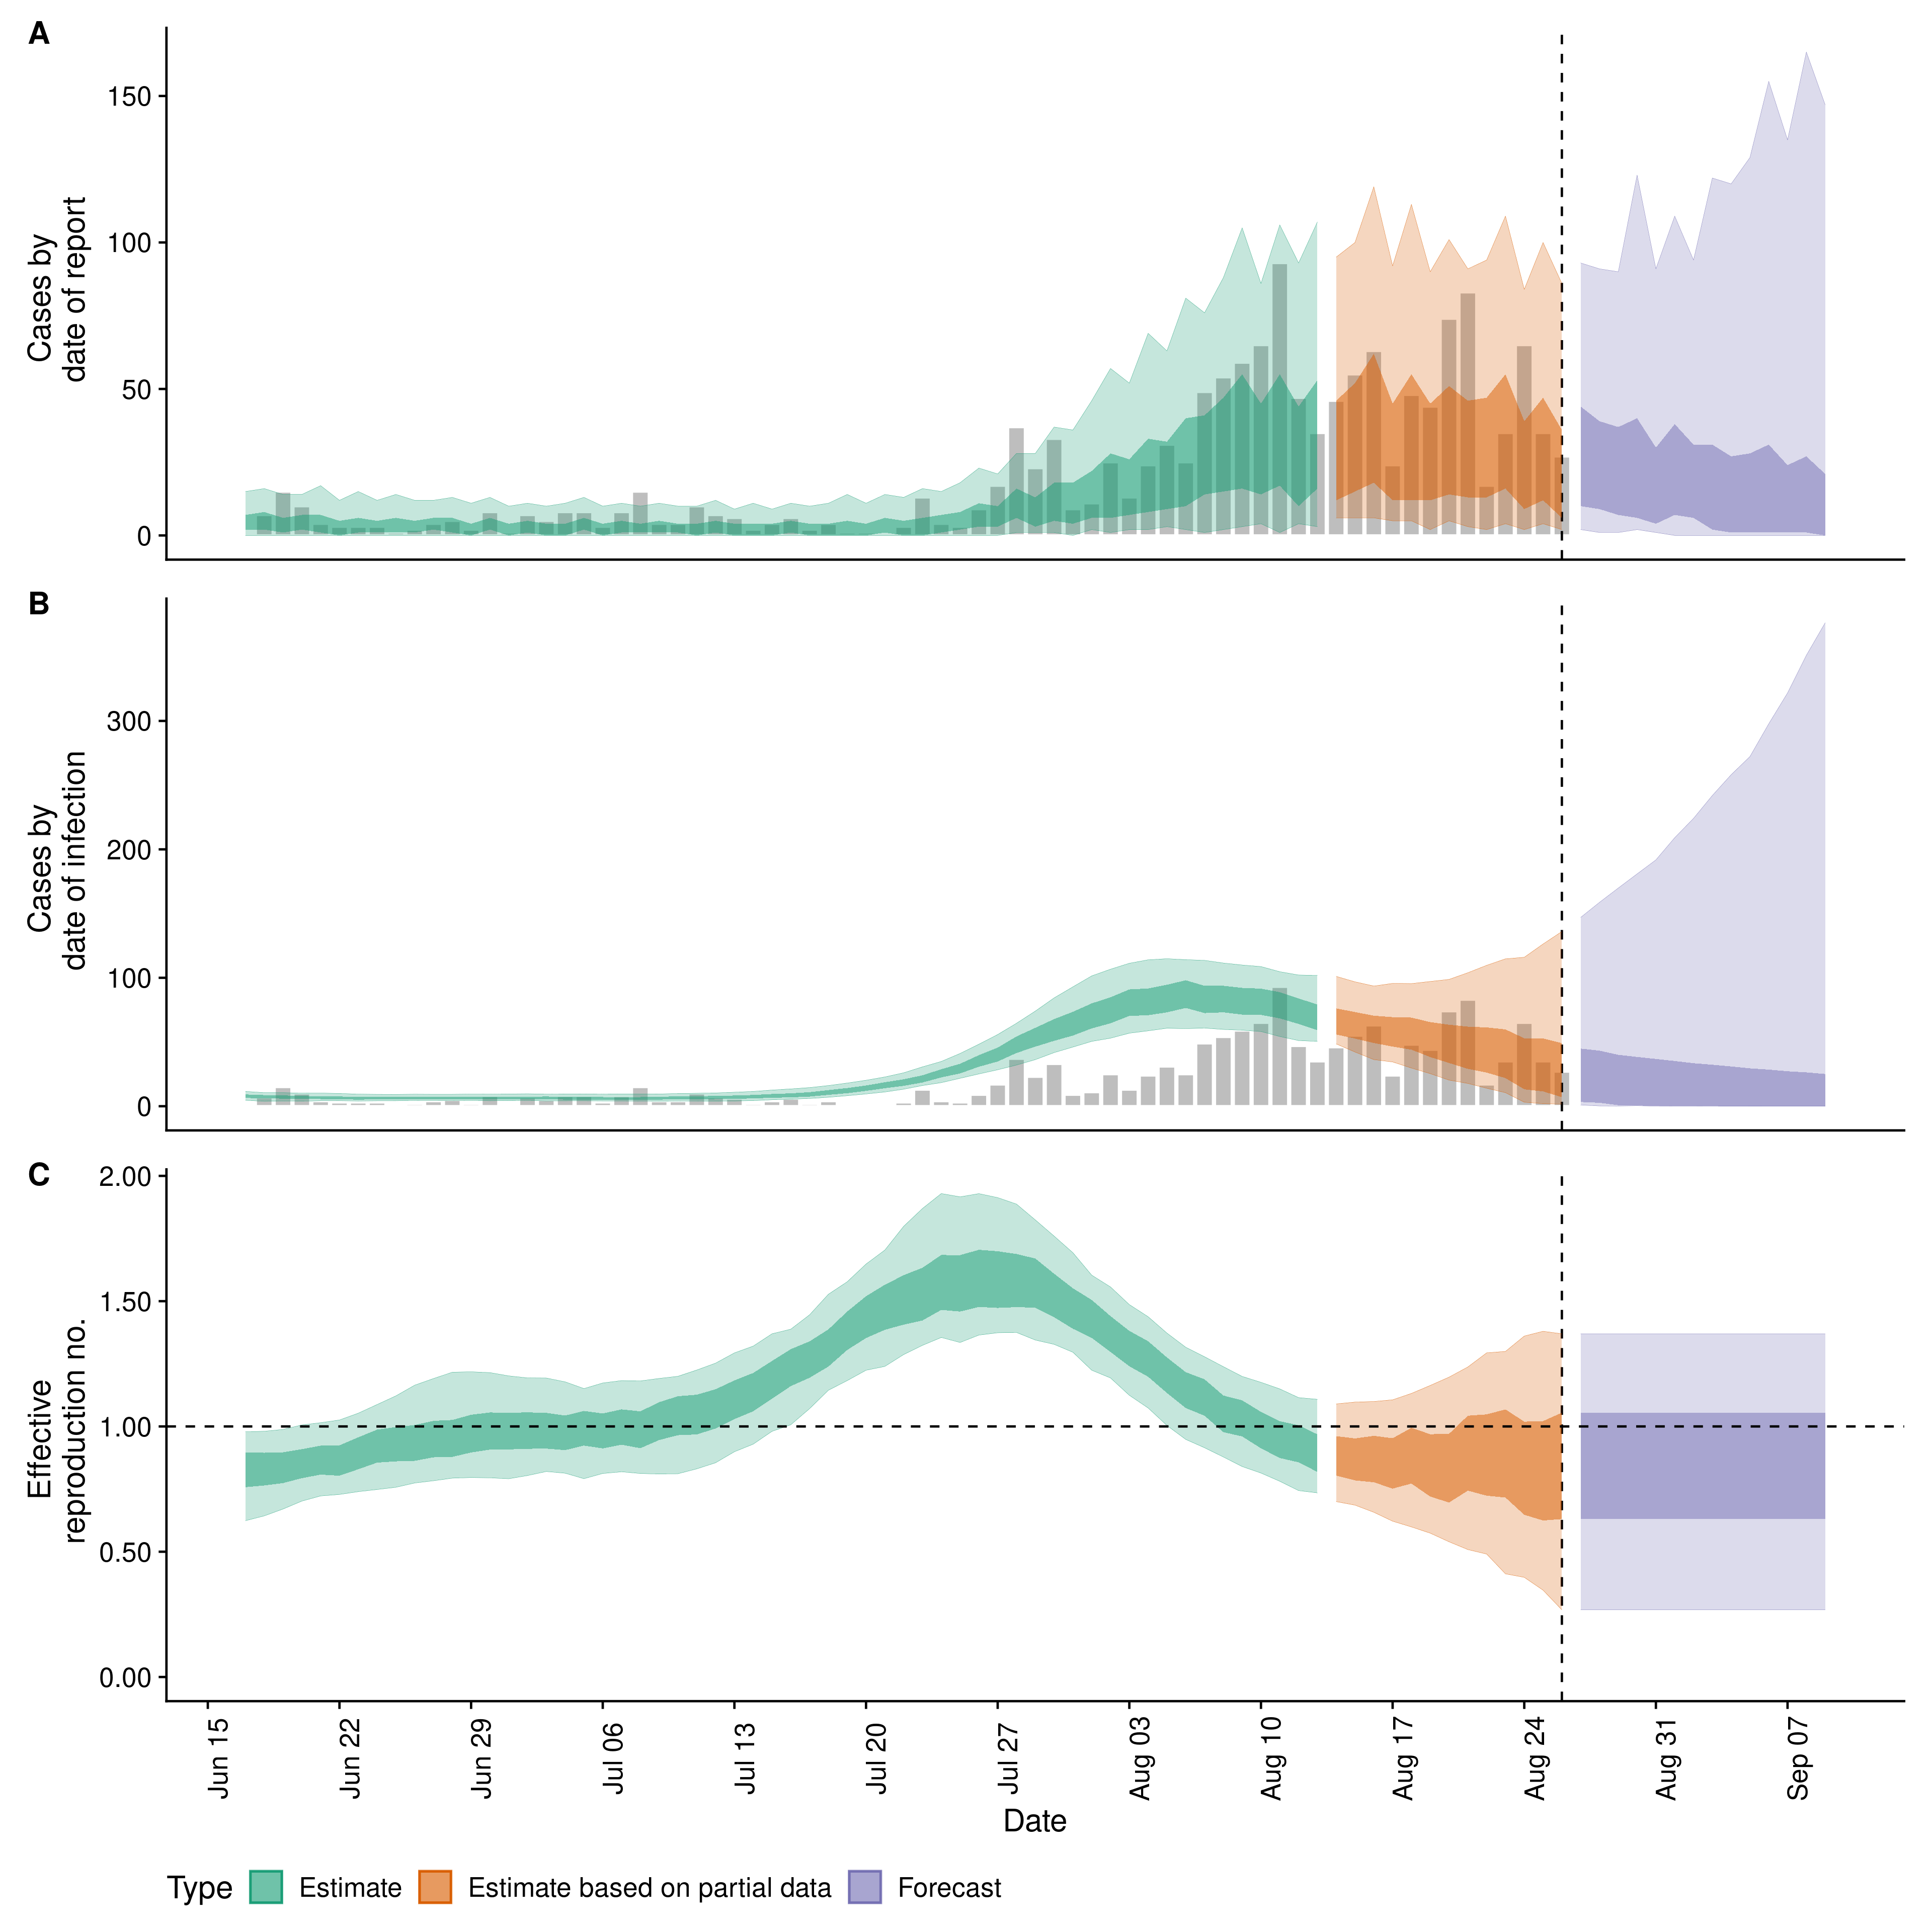 A
Cases by
date of report
150
100
50
0
B
Cases by
date of infection
300
200
100
0
C
Effective
reproduction no.
2.00
1.50
1.00
0.50
0.00
Jun 15
Jun 22
Jun 29
Jul 06
Jul 13
Jul 20
Jul 27
Aug 03
Aug 10
Aug 17
Aug 24
Aug 31
Sep 07
Date
Type Estimate Estimate based on partial data Forecast